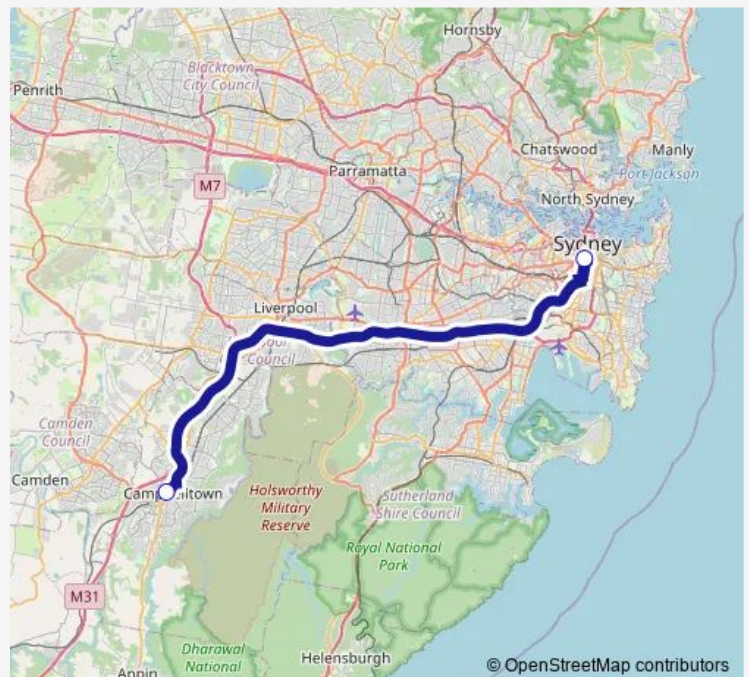 Hornsby
Blacktown
City Council
Penrith
Chatswood
Manly
Parramatta
Port Jackson
M7
North Sydney
Sydney
Liverpool
Council
Camden
Council
Camden
Holsworthy
Military
Reserve
Sutherland
Shire Council
Royal National
Park
M31
Dharawal
National
Helensburgh
Appin
© OpenStreetMap contributors